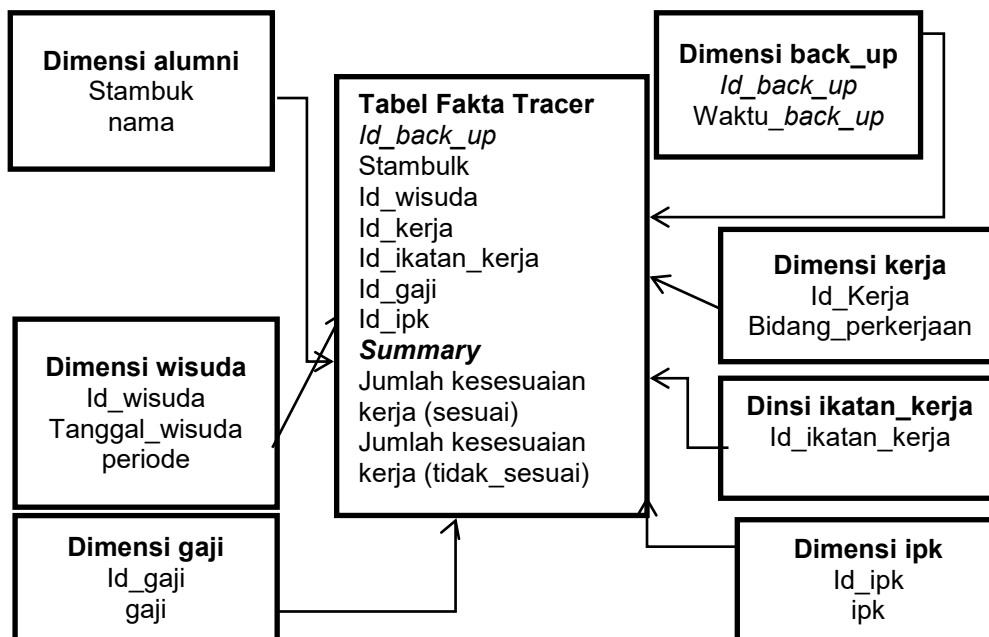 Dimensi alumni
Stambuk
nama
Tabel Fakta Tracer
Id_back_up
Stambulk
Id_wisuda
Id_kerja
Id_ikatan_kerja
Id_gaji
Id_ipk
Summary
Jumlah kesesuaian
kerja (sesuai)
Jumlah kesesuaian
kerja (tidak_sesuai)
Dimensi back_up
Id_back_up
Waktu_back_up
Dimensi kerja
Id_Kerja
Bidang_perkerjaan
Dimensi wisuda
Id_wisuda
Tanggal_wisuda
periode
Dinsi ikatan_kerja
Id_ikatan_kerja
Dimensi gaji
Id_gaji
gaji
Dimensi ipk
Id_ipk
ipk